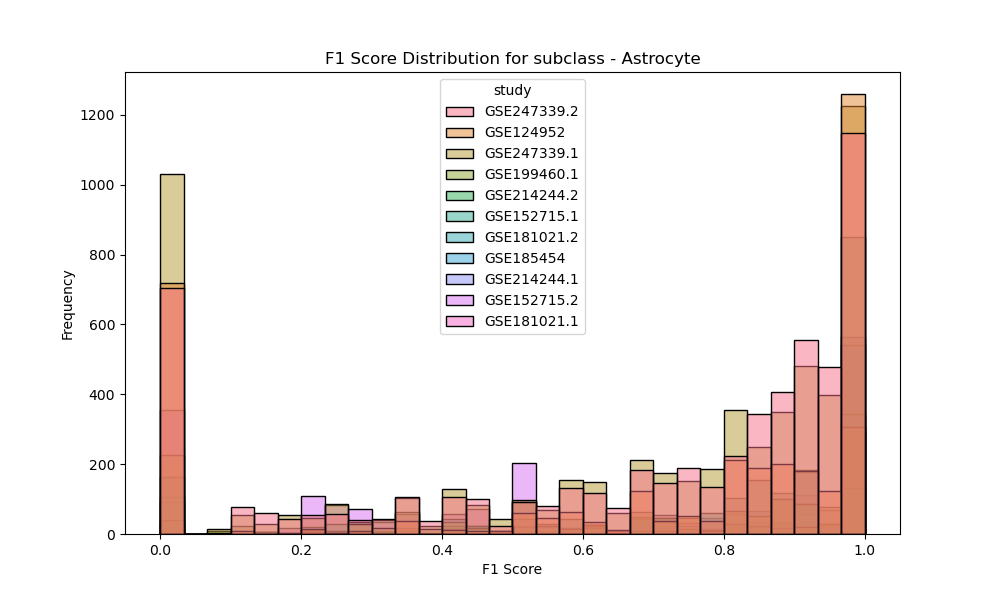 F1 Score Distribution for subclass - Astrocyte
study
GSE247339.2
GSE124952
GSE247339.1
GSE199460.1
GSE214244.2
GSE152715.1
GSE181021.2
GSE185454
GSE214244.1
GSE152715.2
GSE181021.1
Frequency
1200
1000
800
600
400
200
0
0.0 0.2 0.4 0.6 0.8 1.0
F1 Score